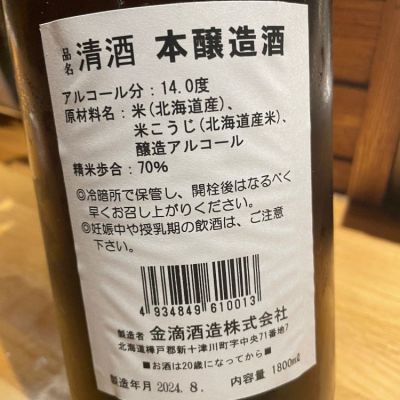 品名 清酒 本醸造酒
アルコール分：14.0度
原材料名：米(北海道産)、
米こうじ(北海道産米)、
醸造アルコール
精米歩合：70%
◎冷暗所で保管し、開栓後はなるべく
早くお召し上がりください。
◎妊娠中や授乳期の飲酒は、ご注意
下さい。
4 934849 610013
製造者 金滴酒造株式会社
北海道樺戸郡新十津川町字中央71番地7
■お酒は20歳になってから■
製造年月 2024.8. 内容量 1800ml